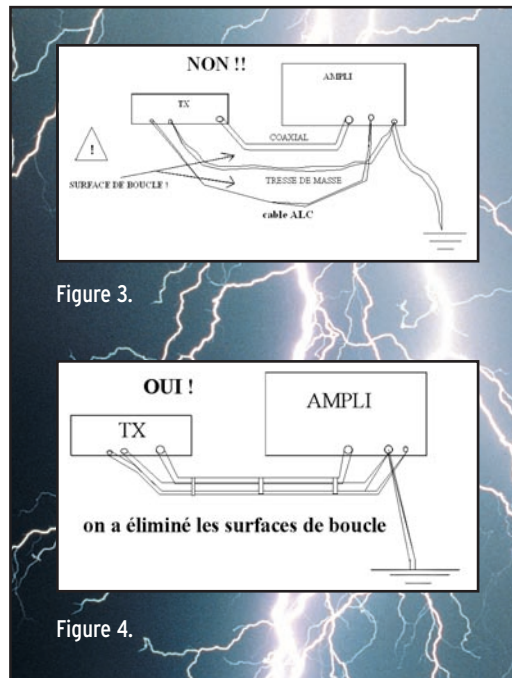 NON !!
AMPLI
TX
COAXIAL
!
SURFACE DE BOUCLE !
TRESSE DE MASSE
cable ALC
Figure 3.
OUI !
AMPLI
TX
on a éliminé les surfaces de boucle
Figure 4.